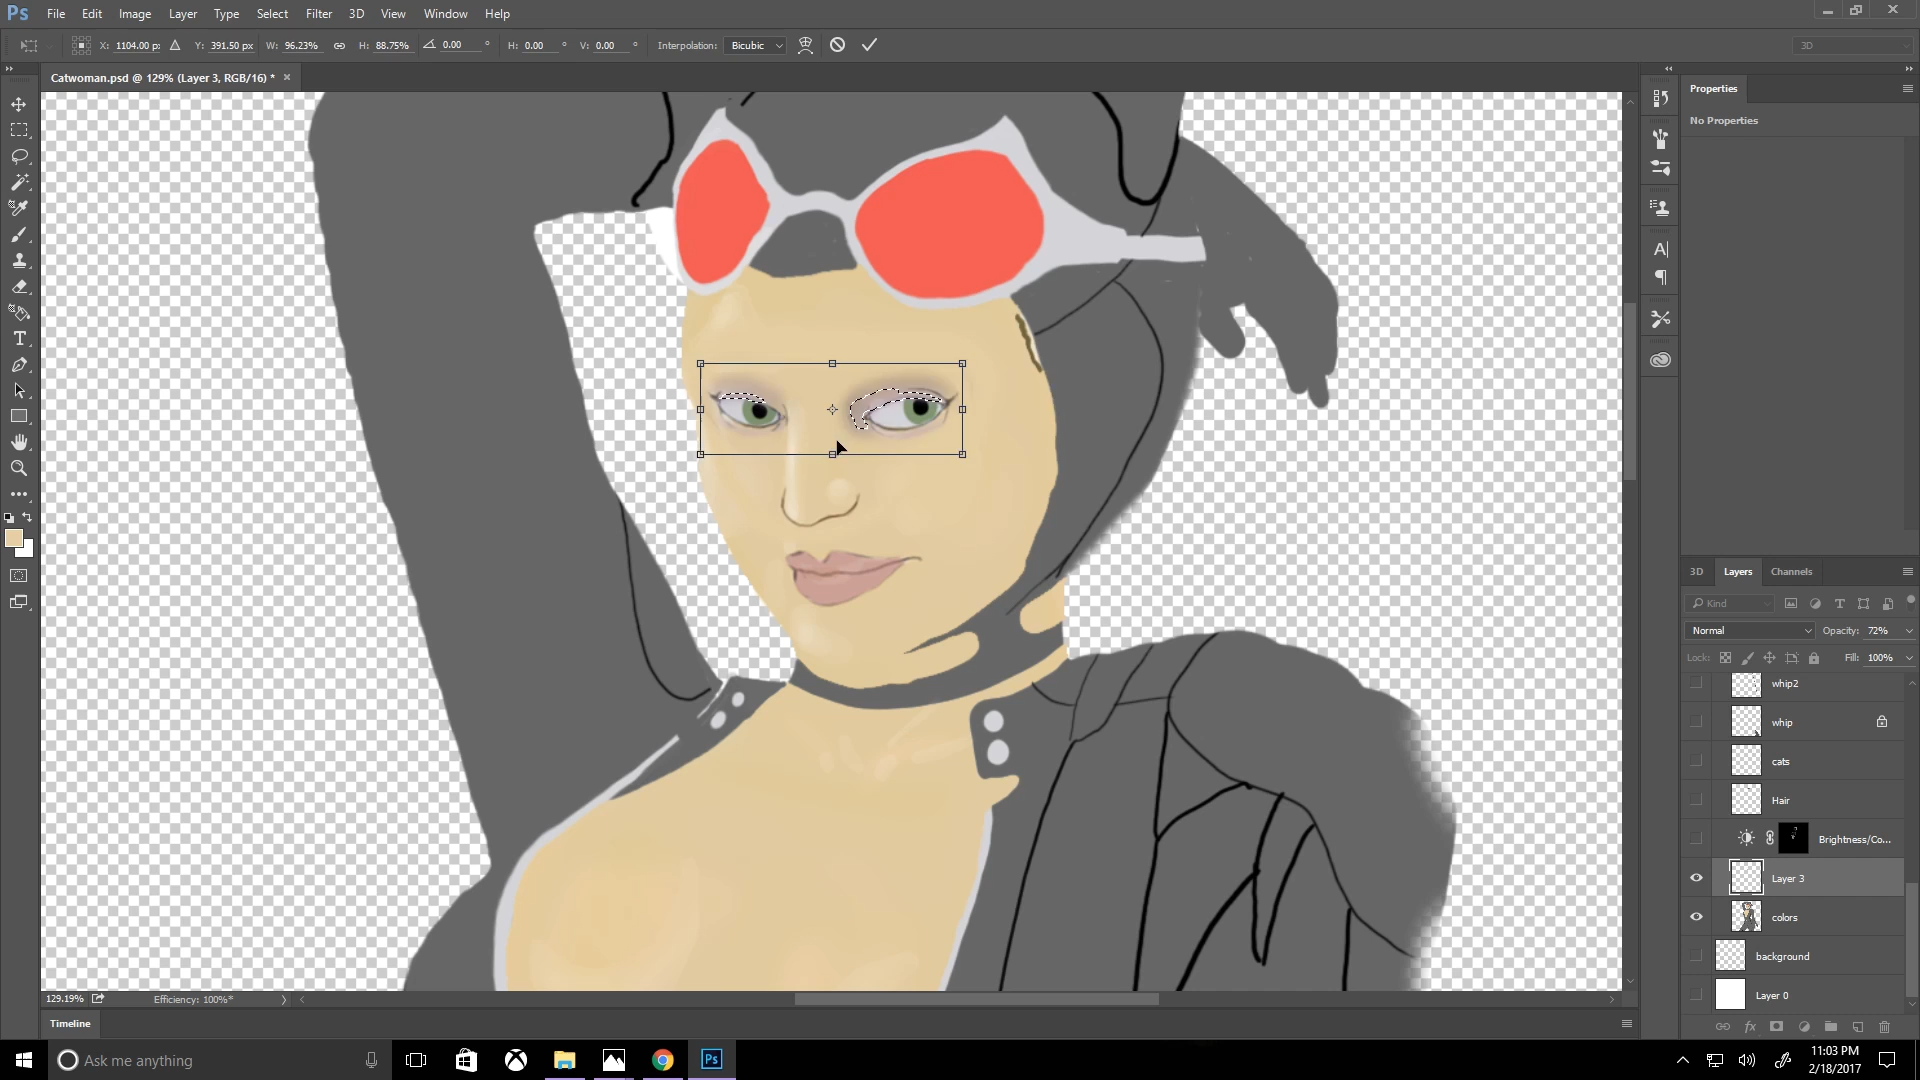 Ps File Edit Image Layer Type Select Filter 3D View Window Help
X: 1104.00 p: Y: 391.50 px W: 96.23% H: 88.75% 0.00 ° H: 0.00 ° V: 0.00 ° Interpolation: Bicubic 3D
Catwoman.psd @ 129% (Layer 3, RGB/16) * ×
Properties
No Properties
3D Layers Channels
Kind
Normal Opacity: 72%
Lock: Fill: 100%
whip2
whip
cats
Hair
Brightness/Co...
Layer 3
colors
background
Layer 0
129.19% Efficiency: 100%*
Timeline
Ask me anything Ps 11:03 PM
2/18/2017